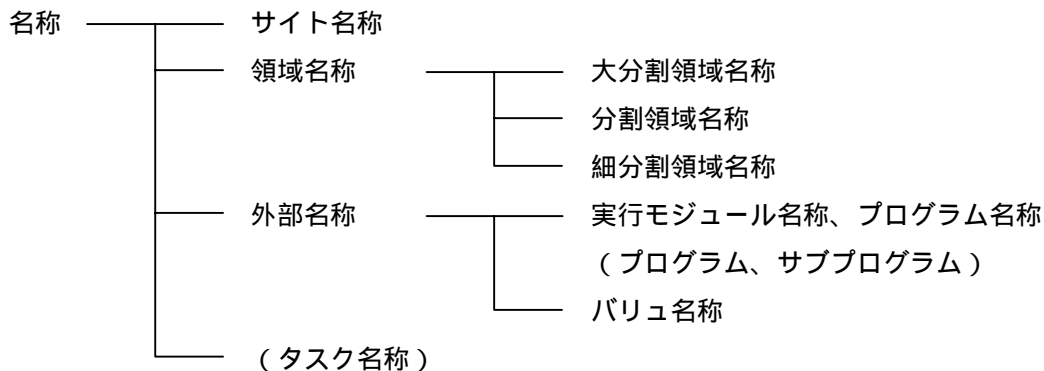 名称 サイト名称
領域名称 大分割領域名称
分割領域名称
細分割領域名称
外部名称 実行モジュール名称、プログラム名称
(プログラム、サブプログラム)
バリュ名称
(タスク名称)